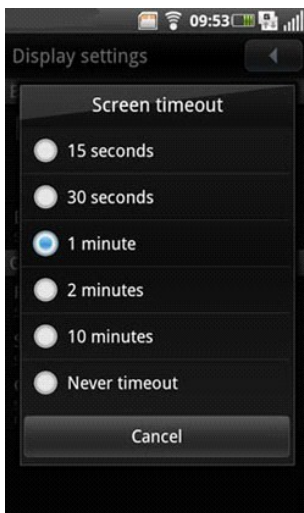 09:53
Display settings
Screen timeout
15 seconds
30 seconds
1 minute
2 minutes
10 minutes
Never timeout
Cancel